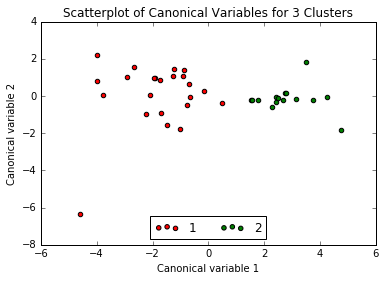 Scatterplot of Canonical Variables for 3 Clusters
4
2
0
−2
−4
−6
−8
Canonical variable 2
1 2
−6 −4 −2 0 2 4 6
Canonical variable 1